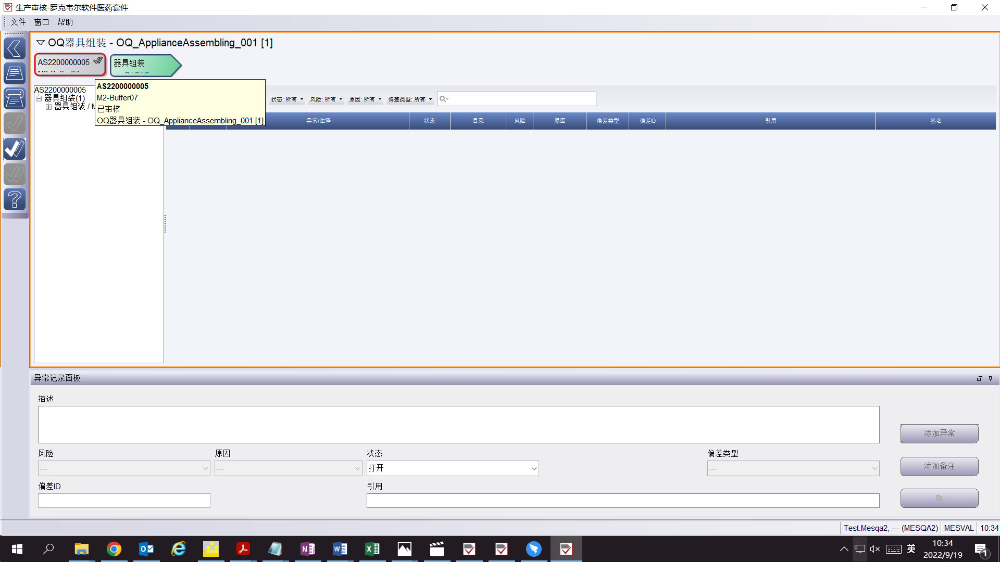 生产审核-罗克韦尔软件医药套件
文件 窗口 帮助
OQ器具组装 - OQ_ApplianceAssembling_001 [1]
AS2200000005
器具组装
AS2200000005
器具组装(1)
器具组装 / M
AS2200000005
M2-Buffer07
已审核
OQ器具组装 - OQ_ApplianceAssembling_001 [1]
状态: 所有 风险: 所有 原因: 所有 偏差类型: 所有
异常/注释 状态 目录 风险 原因 偏差类型 偏差ID 引用 签名
异常记录面板
描述
添加异常
风险 原因 状态 偏差类型
--- --- 打开 ---
添加备注
偏差ID 引用
Test.Mesqa2, --- (MESQA2) MESVAL 10:34
英
10:34
2022/9/19
1